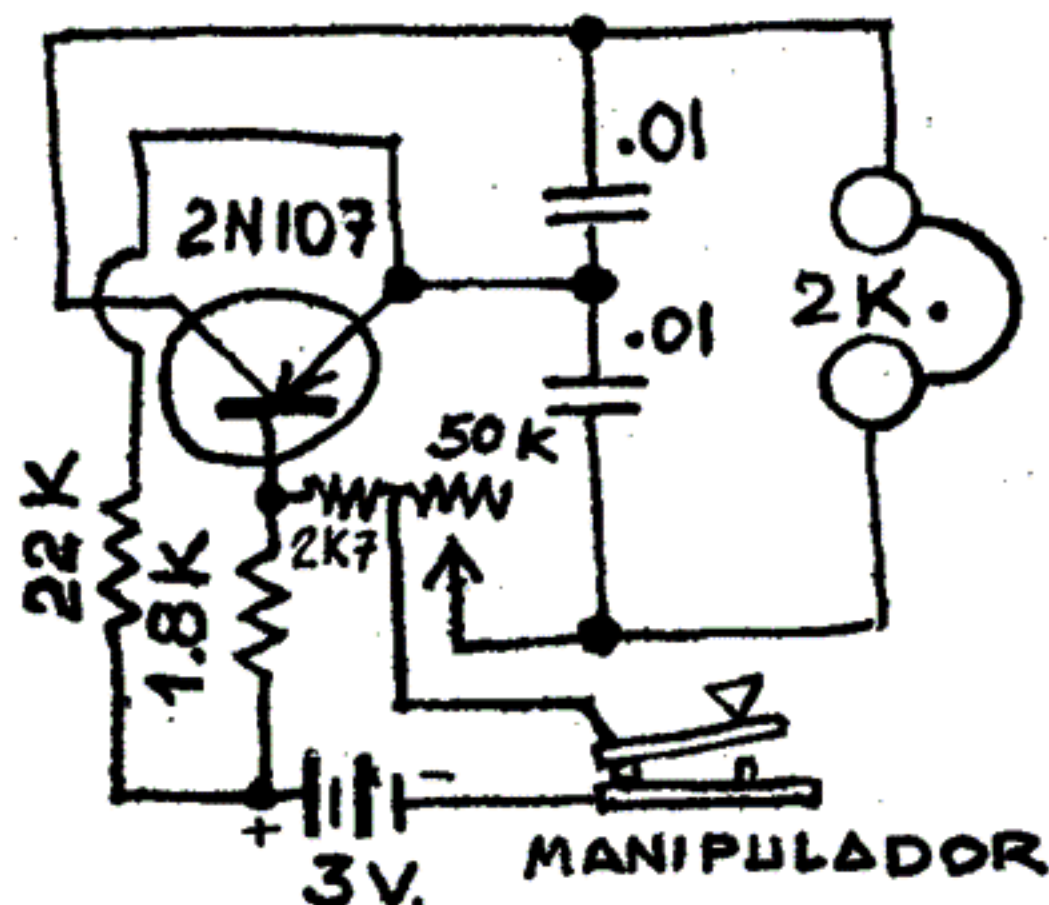 .01
2N107
2K.
.01
50K
22K
1.8K
2K7
+
-
3V.
MANIPULADOR